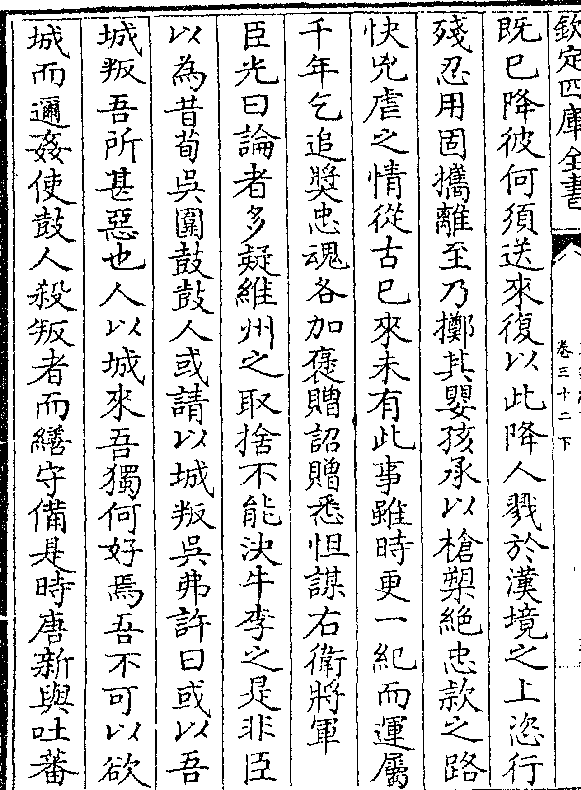 欽定四庫全書
卷三十二下
既已降彼何須送來復以此降人戮於漢境之上恣行
殘忍用固攜離至乃擲其嬰孩承以槍槊絶忠款之路
快兇虐之情從古已來未有此事雖時更一紀而運屬
千年乞追奬忠魂各加褒贈詔贈悉怛謀右衛將軍
臣光曰論者多疑維州之取捨不能決牛李之是非臣
以為昔荀吳圍鼓鼓人或請以城叛吳弗許曰或以吾
城叛吾所甚惡也人以城來吾獨何好焉吾不可以欲
城而邇姦使鼓人殺叛者而繕守備是時唐新與吐蕃